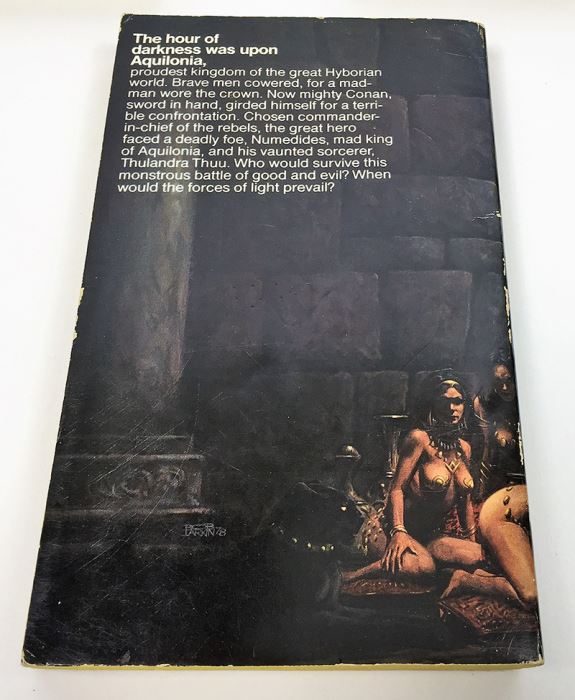 The hour of
darkness was upon
Aquilonia,
proudest kingdom of the great Hyborian
world. Brave men cowered, for a mad-
man wore the crown. Now mighty Conan,
sword in hand, girded himself for a terri-
ble confrontation. Chosen commander-
in-chief of the rebels, the great hero
faced a deadly foe, Numedides, mad king
of Aquilonia, and his vaunted sorcerer,
Thulandra Thuu. Who would survive this
monstrous battle of good and evil? When
would the forces of light prevail?
BOB
LARKIN 78